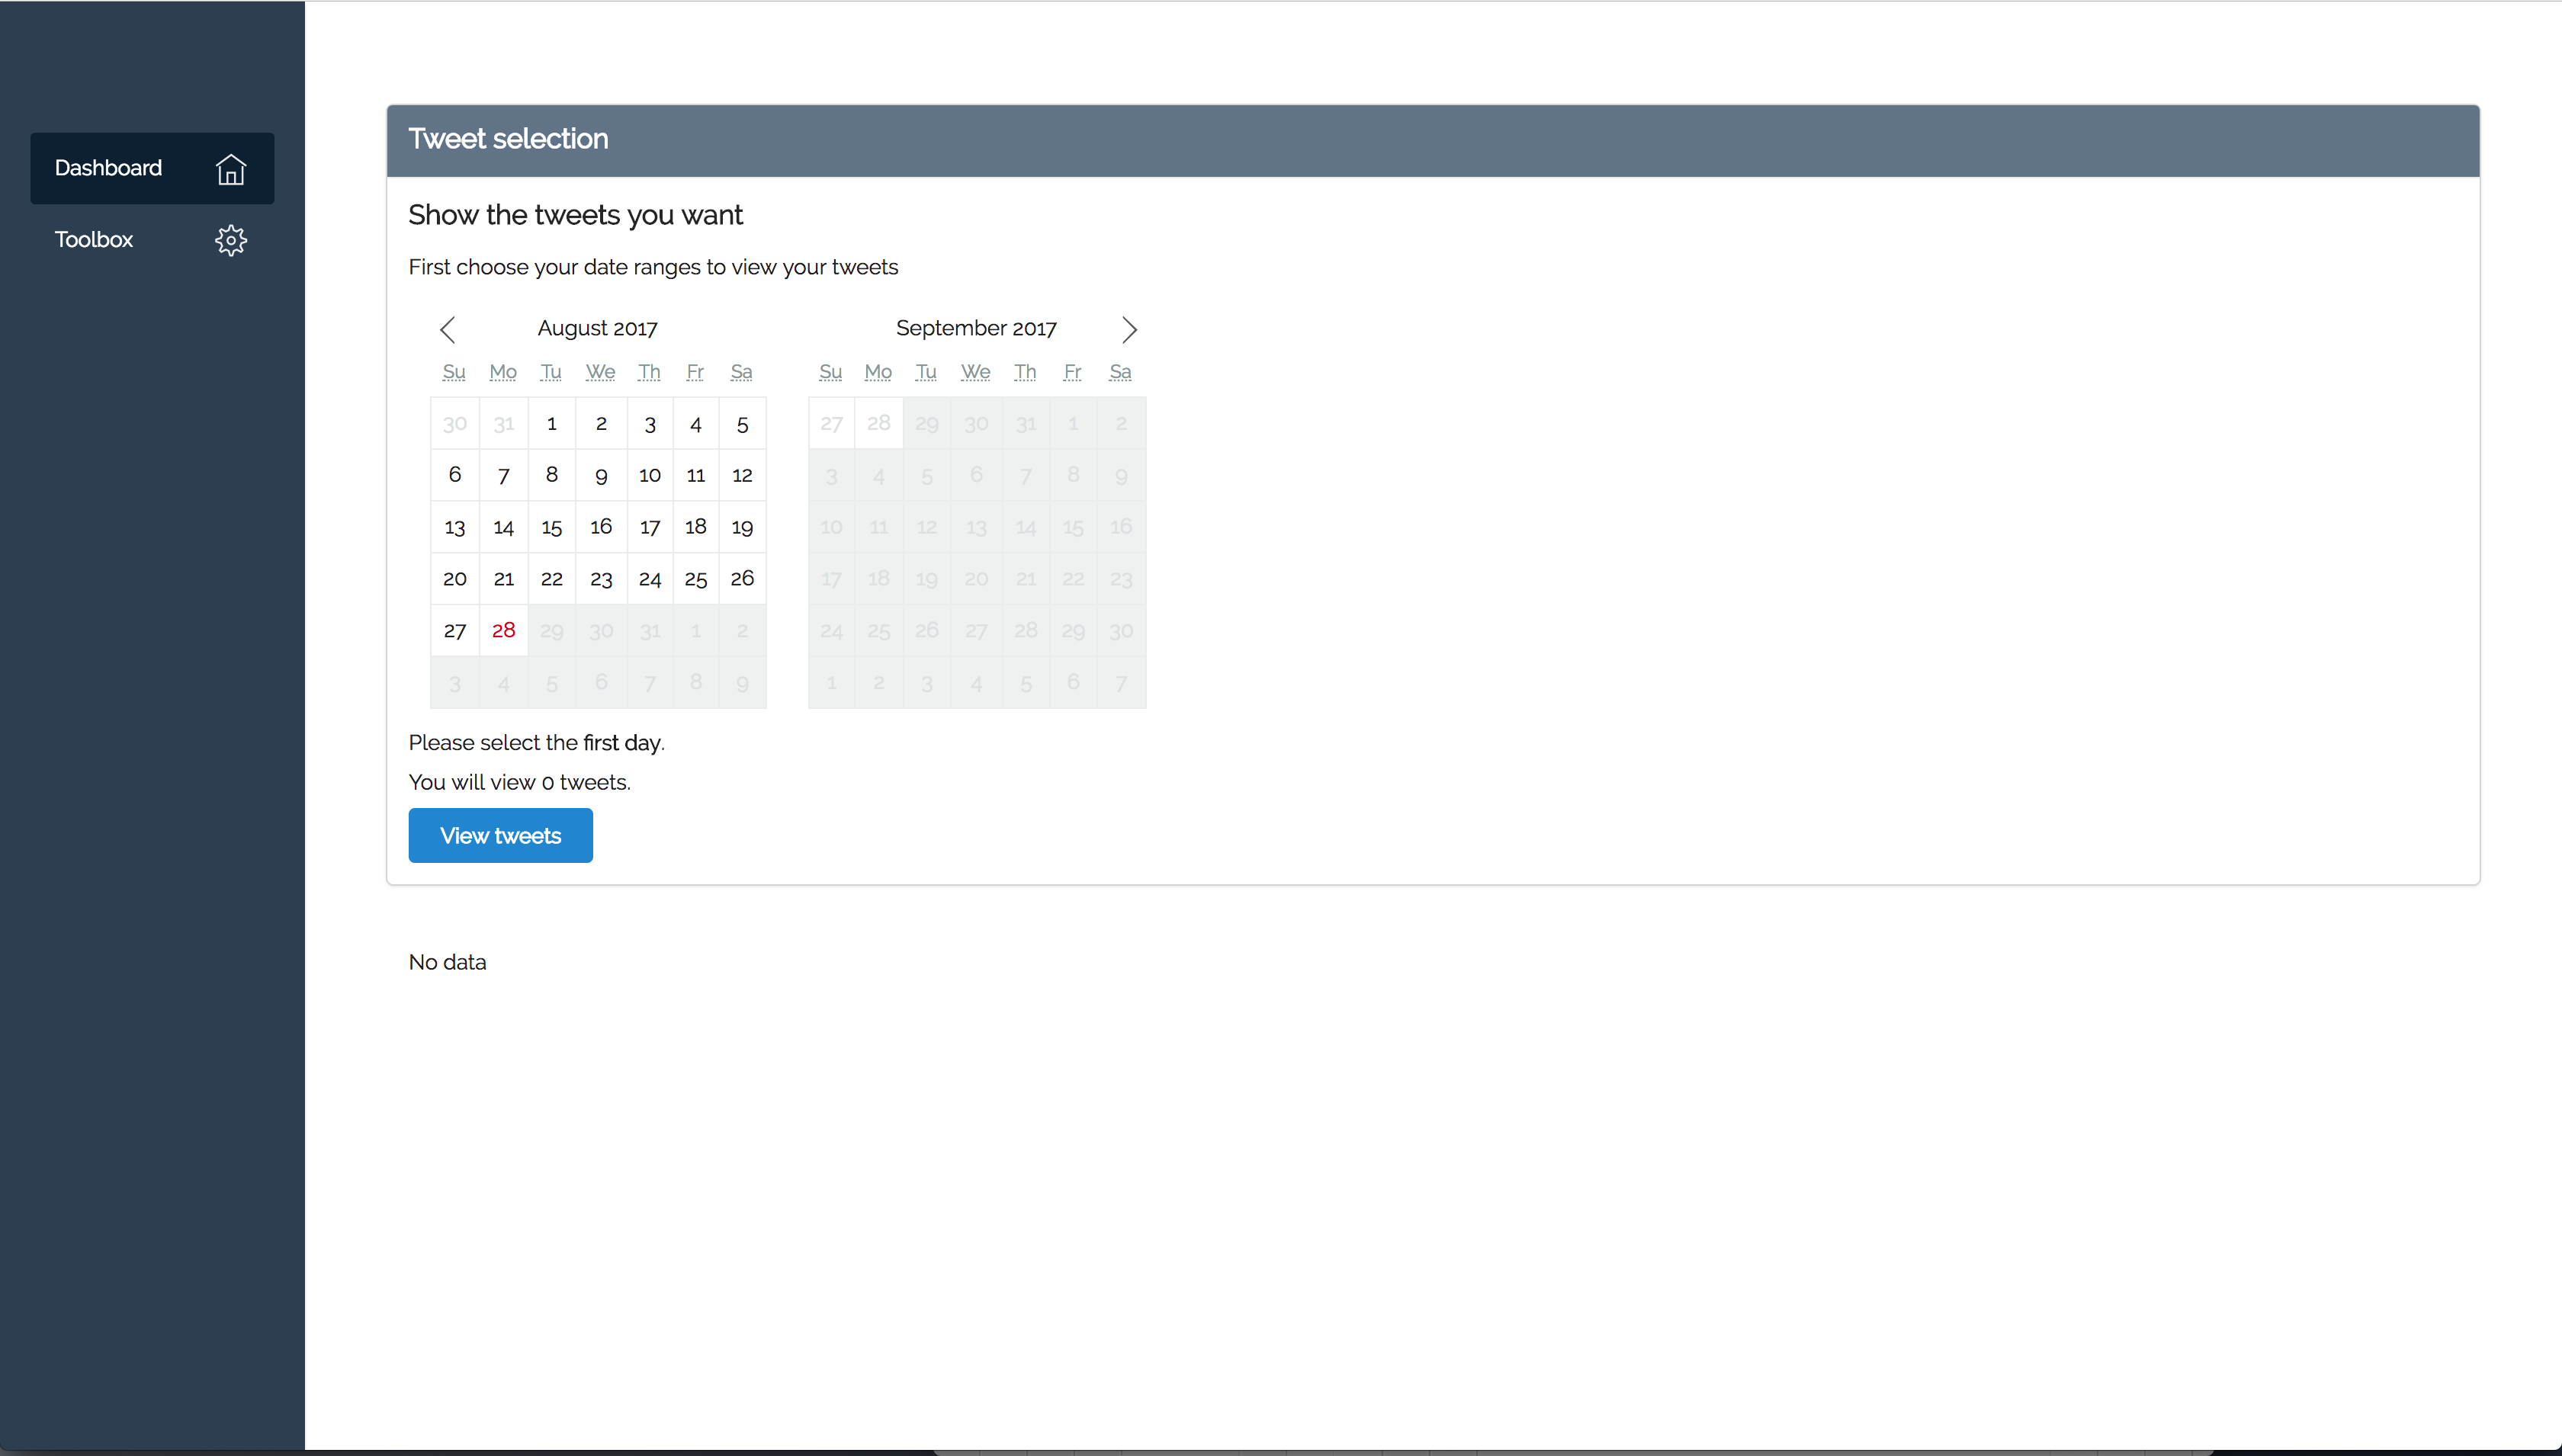 Dashboard
Toolbox
Tweet selection
Show the tweets you want
First choose your date ranges to view your tweets
August 2017
Su Mo Tu We Th Fr Sa
30 31 1 2 3 4 5
6 7 8 9 10 11 12
13 14 15 16 17 18 19
20 21 22 23 24 25 26
27 28 29 30 31 1 2
3 4 5 6 7 8 9
September 2017
Su Mo Tu We Th Fr Sa
27 28 29 30 31 1 2
3 4 5 6 7 8 9
10 11 12 13 14 15 16
17 18 19 20 21 22 23
24 25 26 27 28 29 30
1 2 3 4 5 6 7
Please select the first day.
You will view 0 tweets.
View tweets
No data